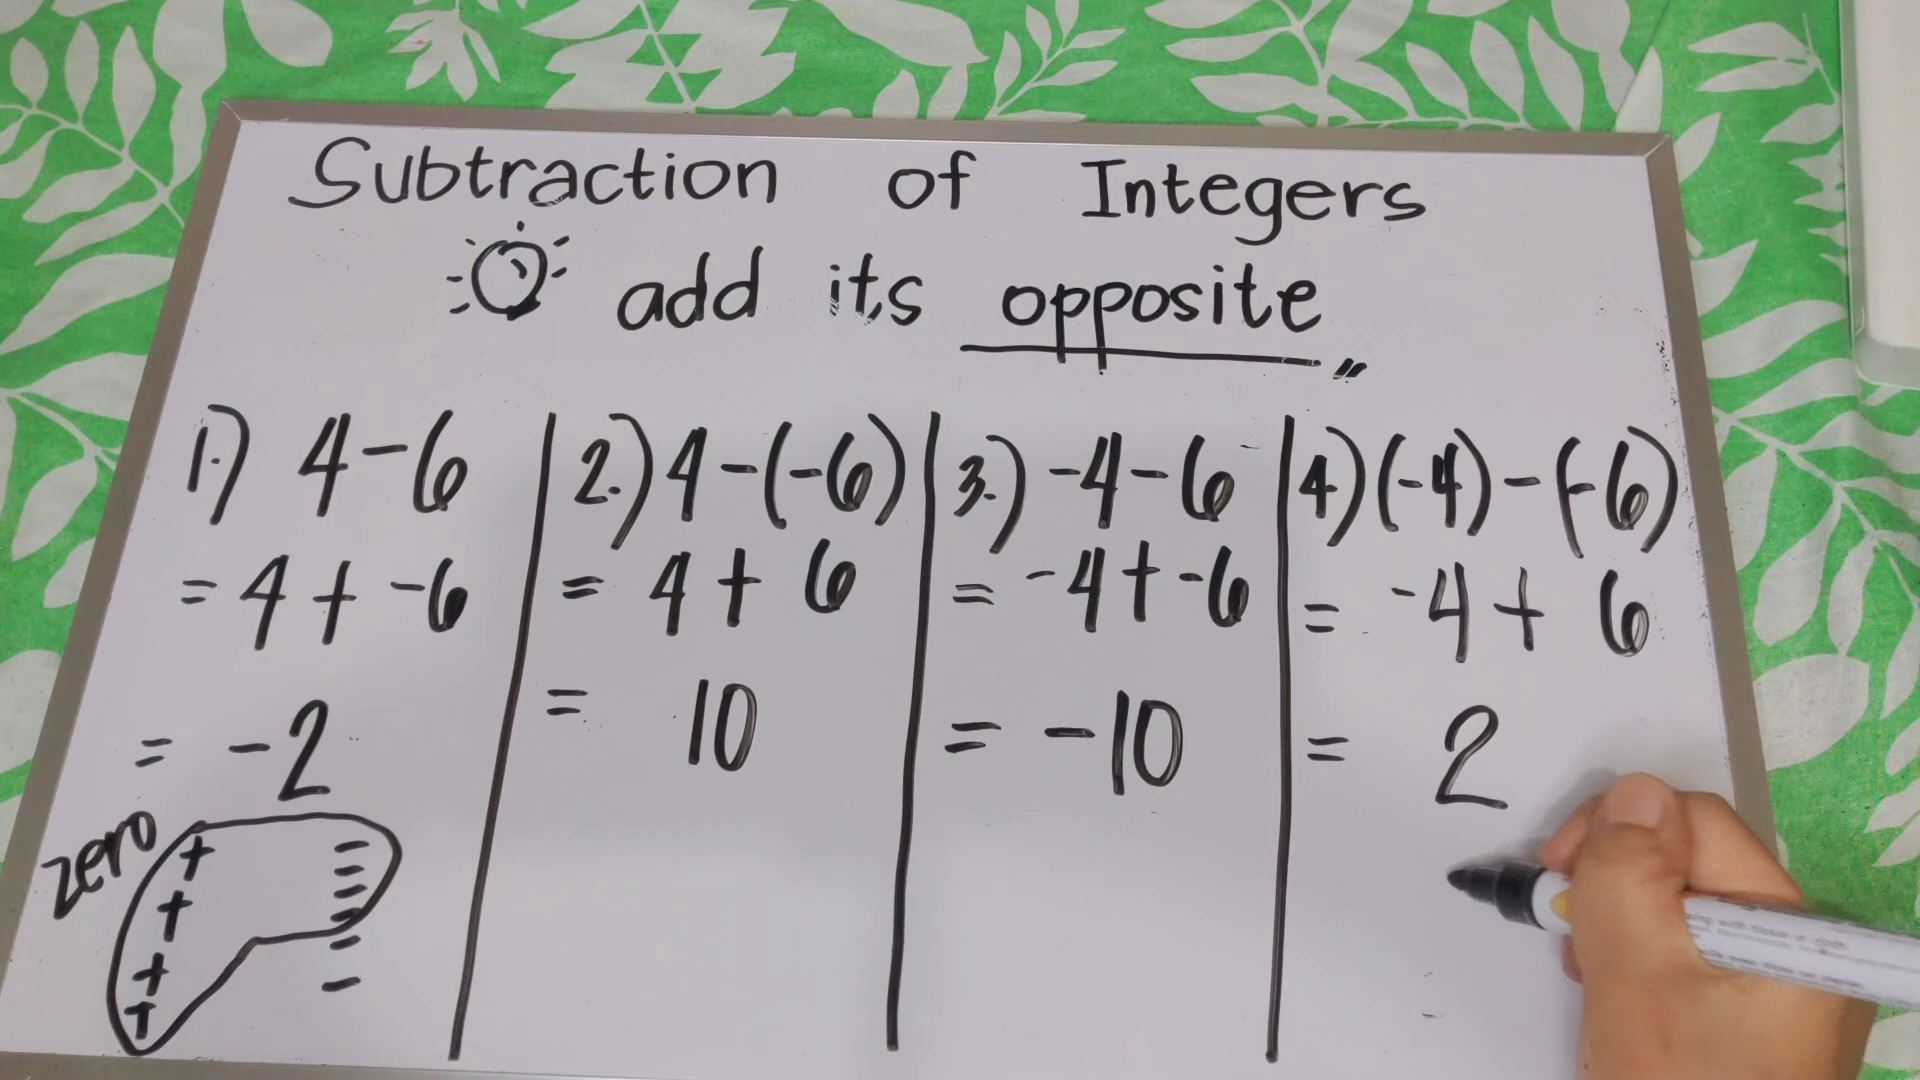 Subtraction of Integers
add its opposite
1.) 4-6
= 4 + -6
= -2
zero
+ + + +
- - - - - -
2.) 4-(-6)
= 4 + 6
= 10
3.) -4-6
= -4 + -6
= -10
4) (-4) - (-6)
= -4 + 6
= 2